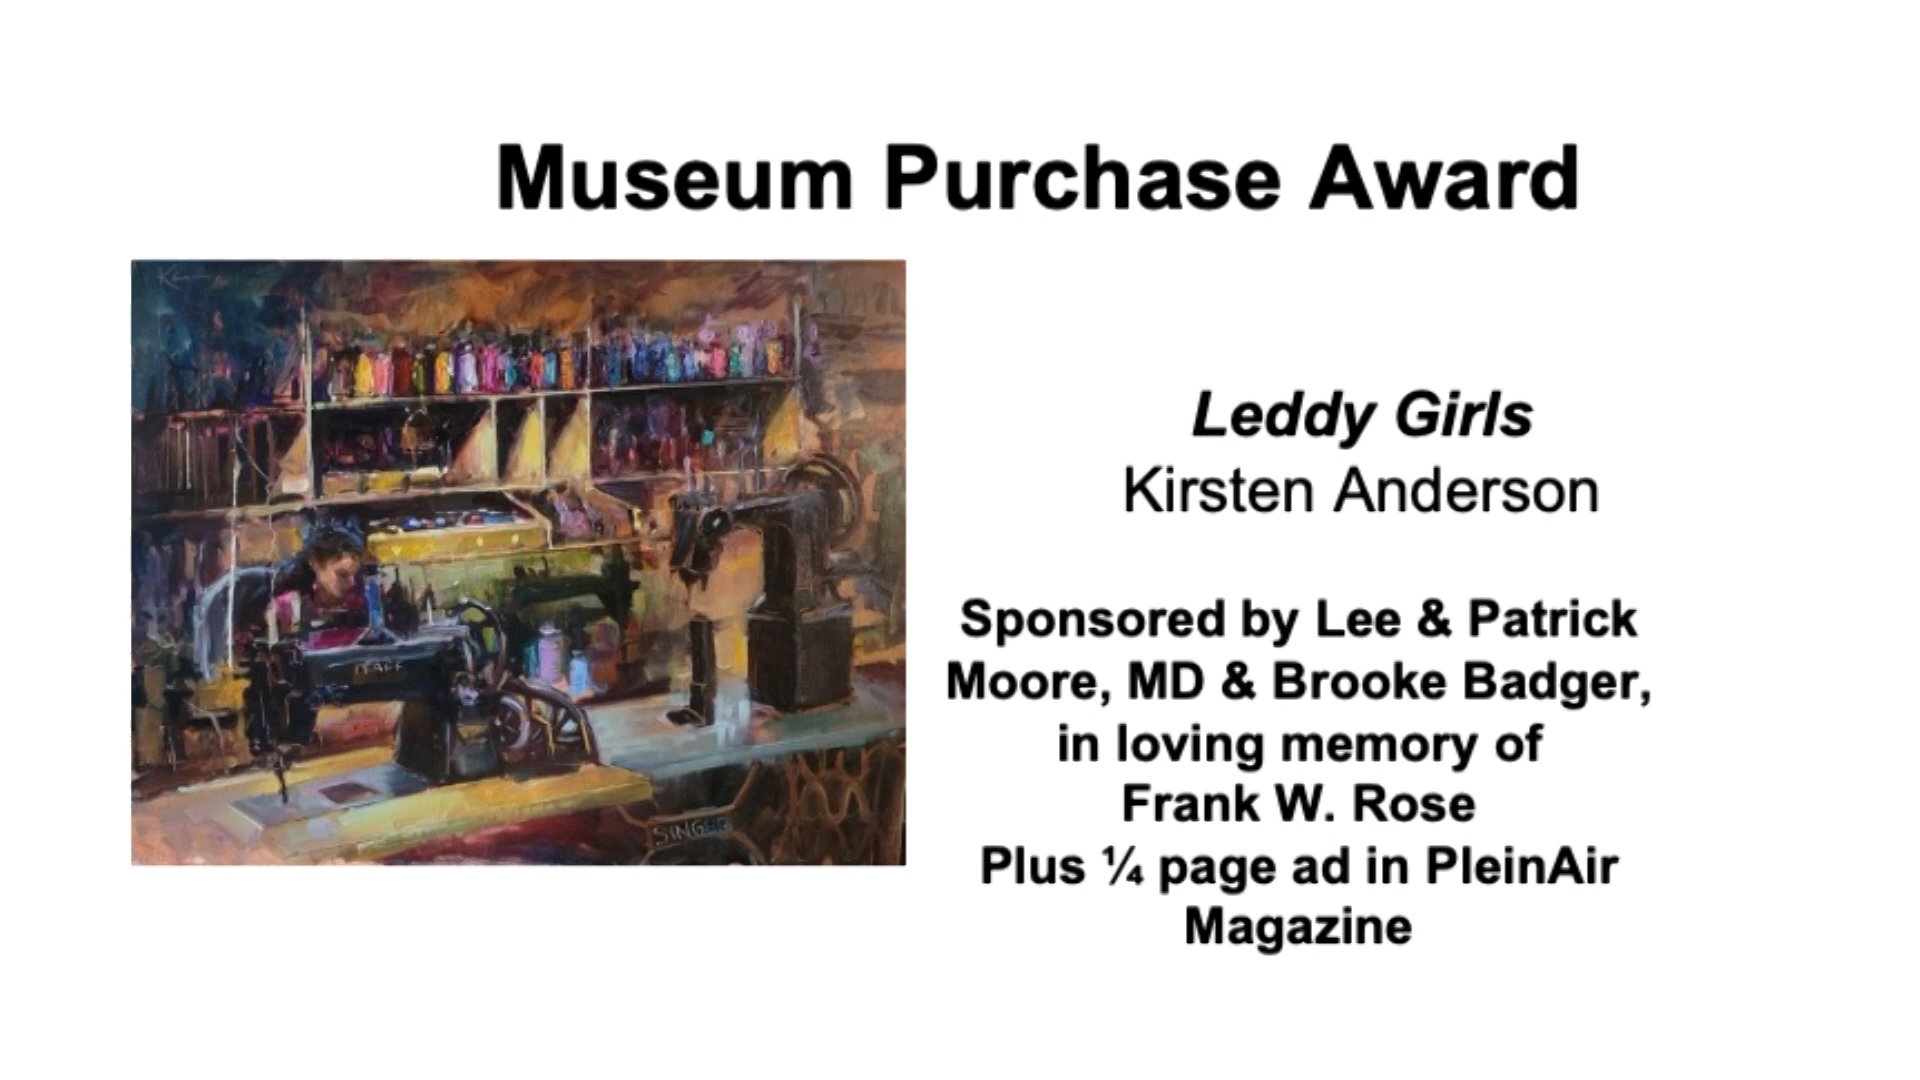 Museum Purchase Award
Leddy Girls
Kirsten Anderson
Sponsored by Lee & Patrick
Moore, MD & Brooke Badger,
in loving memory of
Frank W. Rose
Plus ¼ page ad in PleinAir
Magazine
SINGER